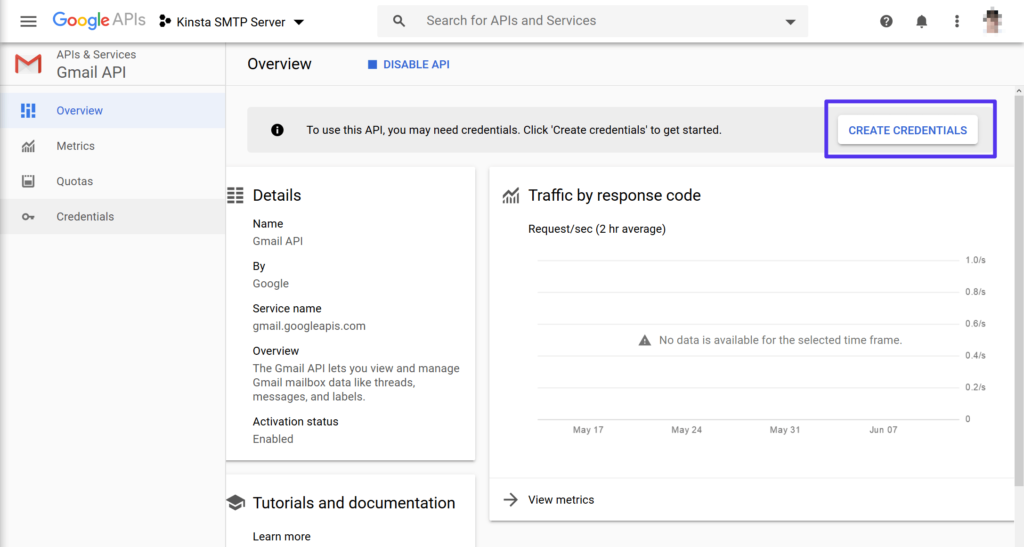 Google APIs Kinsta SMTP Server Search for APIs and Services
APIs & Services
Gmail API
Overview DISABLE API
Overview
Metrics
Quotas
Credentials
To use this API, you may need credentials. Click 'Create credentials' to get started. CREATE CREDENTIALS
Details
Name
Gmail API
By
Google
Service name
gmail.googleapis.com
Overview
The Gmail API lets you view and manage
Gmail mailbox data like threads,
messages, and labels.
Activation status
Enabled
Tutorials and documentation
Learn more
Traffic by response code
Request/sec (2 hr average)
1.0/s
0.8/s
0.6/s
No data is available for the selected time frame.
0.4/s
0.2/s
0
May 17 May 24 May 31 Jun 07
View metrics